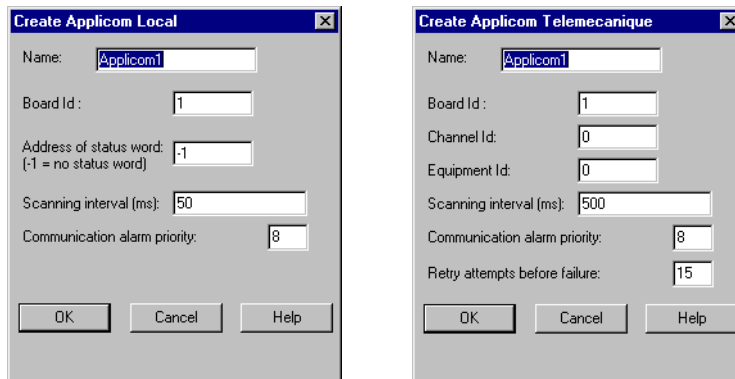 Create Applicom Local
Name: Applicom1
Board Id : 1
Address of status word: -1
(-1 = no status word)
Scanning interval (ms): 50
Communication alarm priority: 8
OK Cancel Help
Create Applicom Telemecanique
Name: Applicom1
Board Id : 1
Channel Id: 0
Equipment Id: 0
Scanning interval (ms): 500
Communication alarm priority: 8
Retry attempts before failure: 15
OK Cancel Help